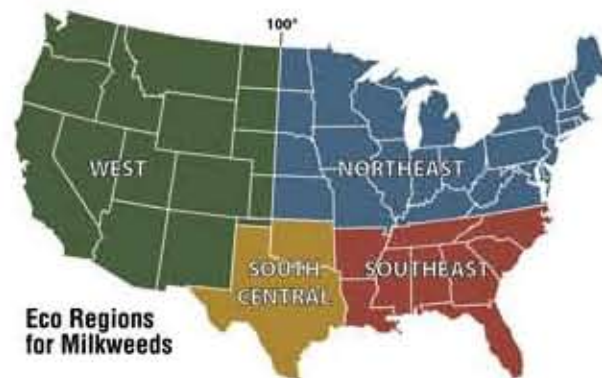 100°
WEST
NORTHEAST
SOUTH
CENTRAL
SOUTHEAST
Eco Regions
for Milkweeds